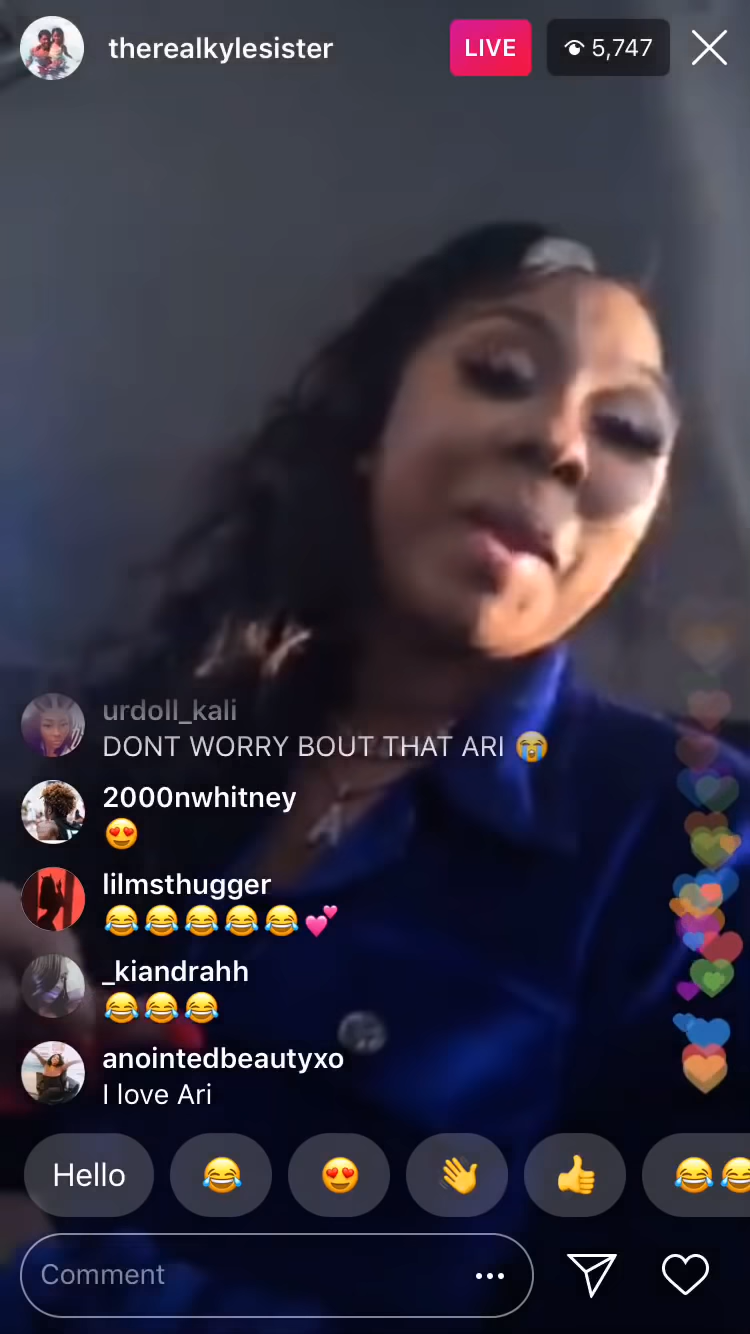 therealkylesister
LIVE
5,747
urdoll_kali
DONT WORRY BOUT THAT ARI 😭
2000nwhitney
😍
lilmsthugger
😂😂😂😂😂💕
_kiandrahh
😂😂😂
anointedbeautyxo
I love Ari
Hello 😂 😍 👋 👍 😂😂
Comment